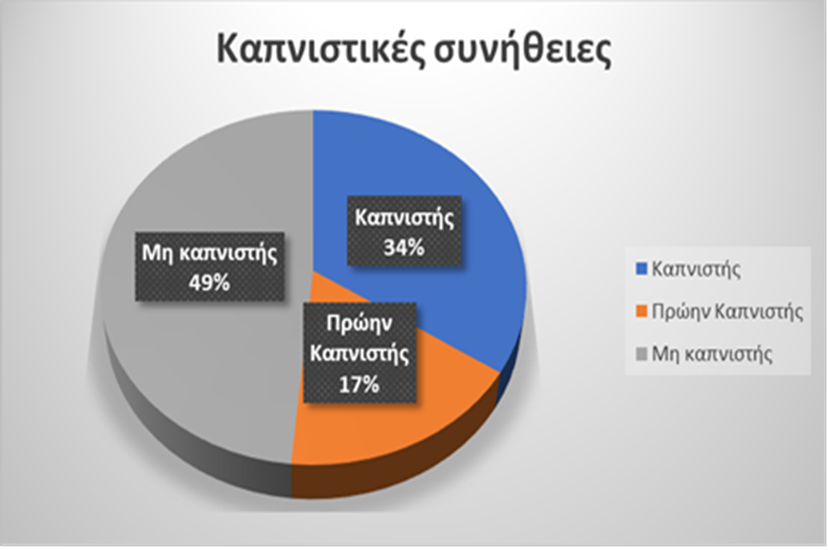 Καπνιστικές συνήθειες
Καπνιστής
34%
Μη καπνιστής
49%
Πρώην
Καπνιστής
17%
Καπνιστής
Πρώην Καπνιστής
Μη καπνιστής